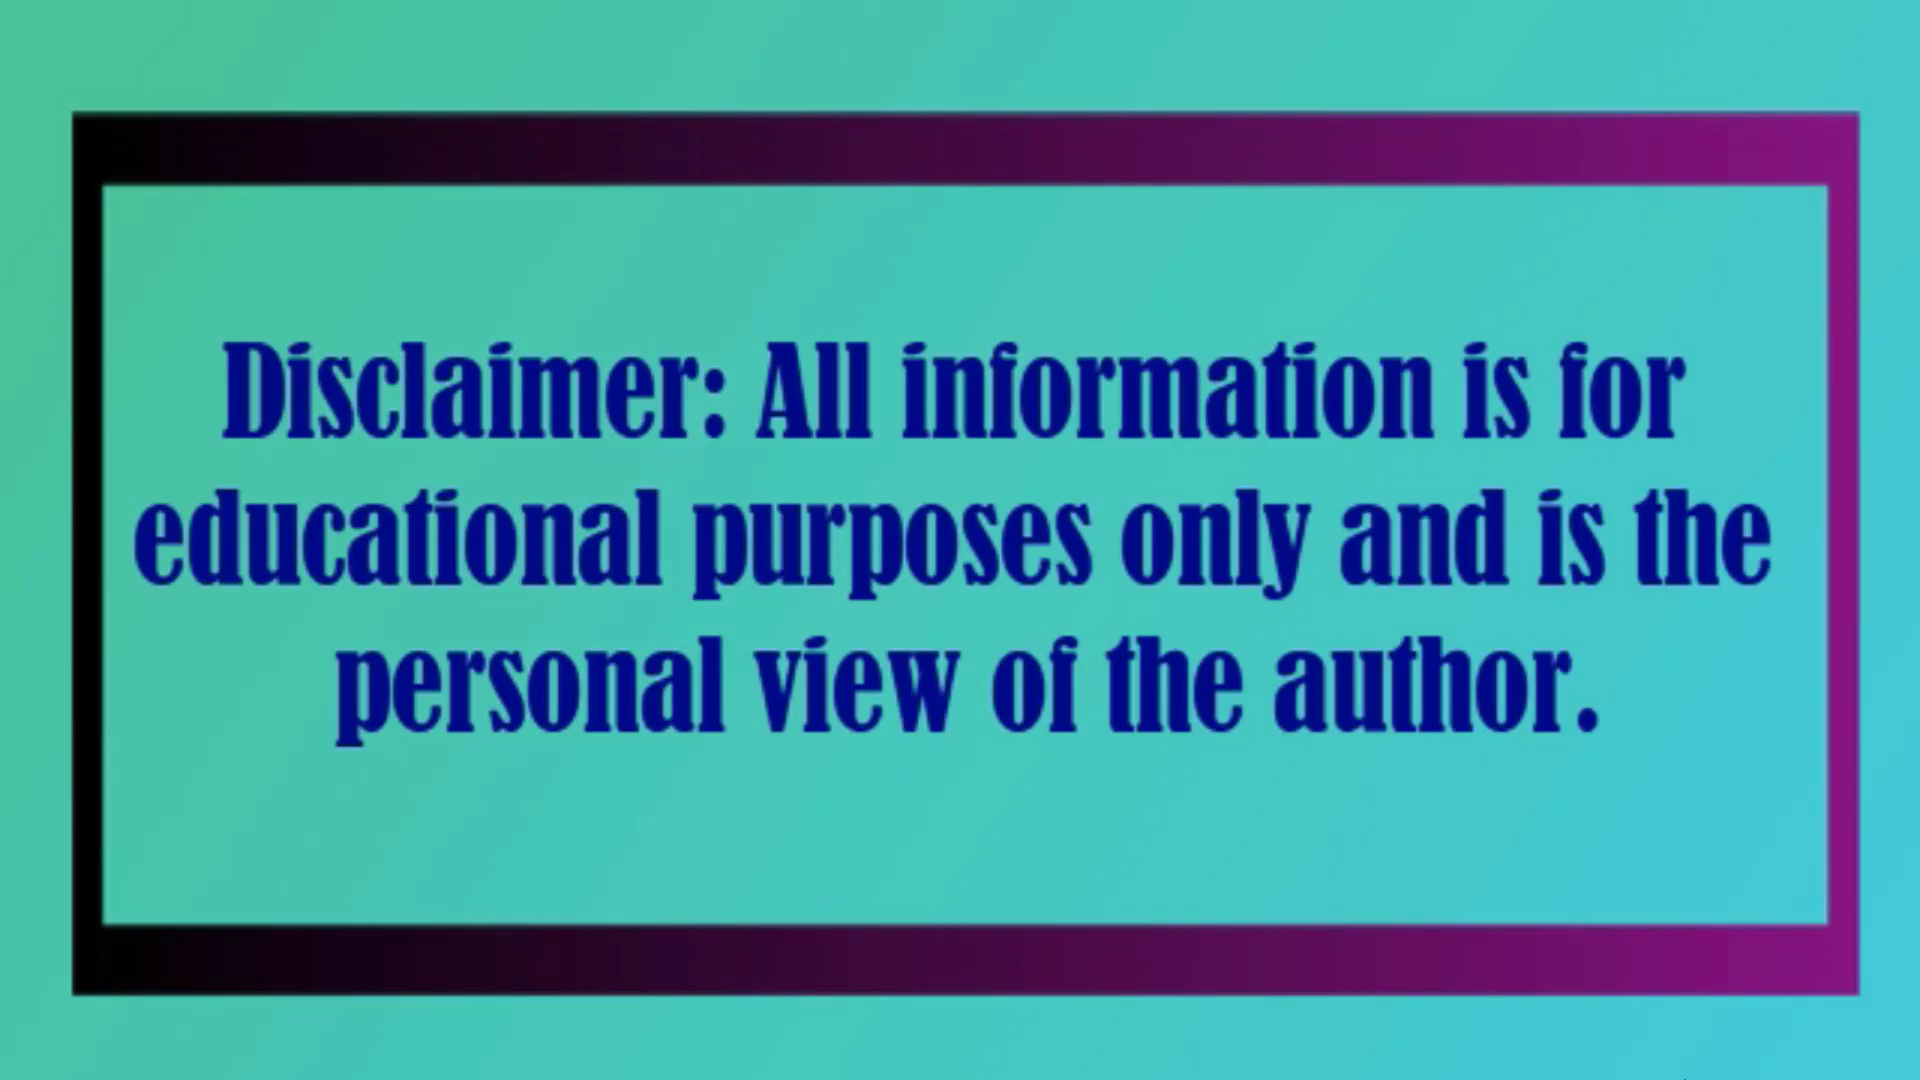 Disclaimer: All information is for
educational purposes only and is the
personal view of the author.